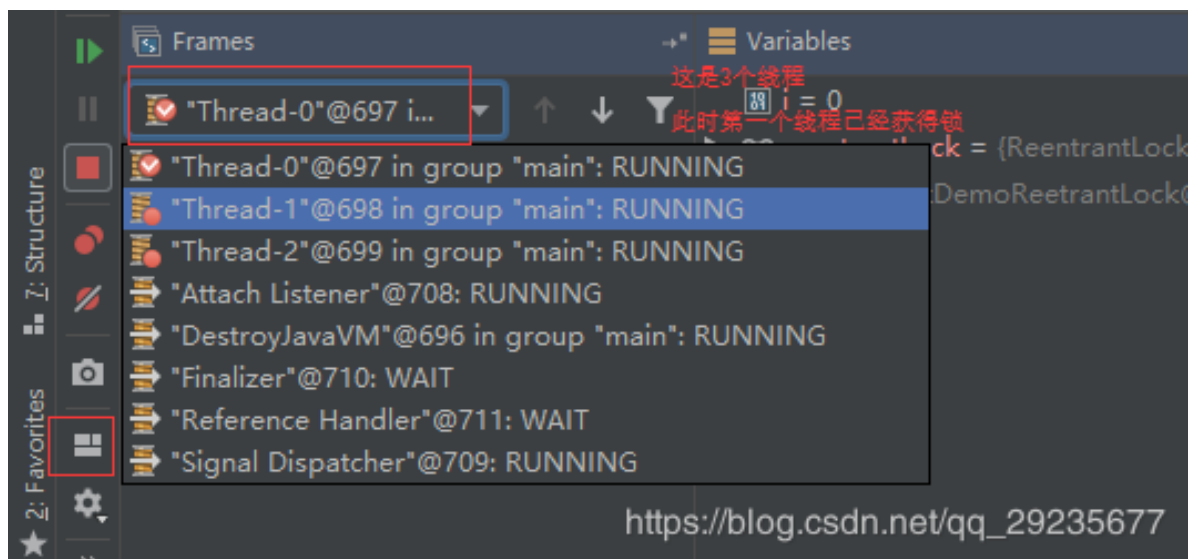 Frames
Variables
"Thread-0"@697 i...
这是3个线程
i = 0
此时第一个线程已经获得锁
ck = {ReentrantLock
DemoReetrantLock@
"Thread-0"@697 in group "main": RUNNING
"Thread-1"@698 in group "main": RUNNING
"Thread-2"@699 in group "main": RUNNING
"Attach Listener"@708: RUNNING
"DestroyJavaVM"@696 in group "main": RUNNING
"Finalizer"@710: WAIT
"Reference Handler"@711: WAIT
"Signal Dispatcher"@709: RUNNING
Z: Structure
2: Favorites
https://blog.csdn.net/qq_29235677